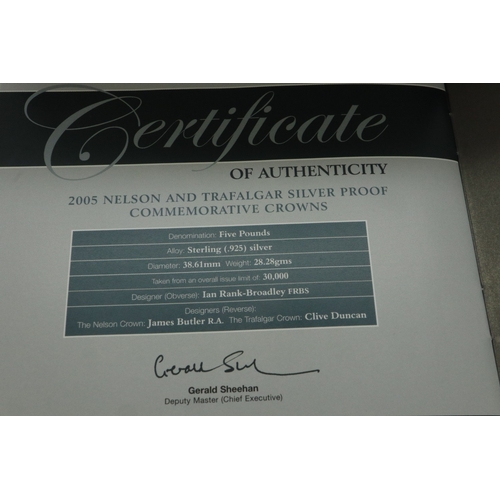 Certificate
OF AUTHENTICITY
2005 NELSON AND TRAFALGAR SILVER PROOF
COMMEMORATIVE CROWNS
Denomination: Five Pounds
Alloy: Sterling (.925) silver
Diameter: 38.61mm Weight: 28.28gms
Taken from an overall issue limit of: 30,000
Designer (Obverse): Ian Rank-Broadley FRBS
Designers (Reverse):
The Nelson Crown: James Butler R.A. The Trafalgar Crown: Clive Duncan
Gerald Sheehan
Deputy Master (Chief Executive)